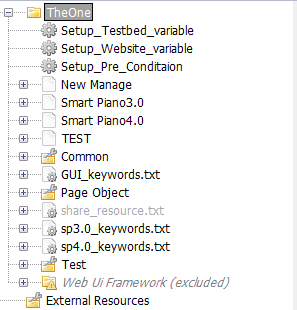 TheOne
Setup_Testbed_variable
Setup_Website_variable
Setup_Pre_Conditaion
New Manage
Smart Piano3.0
Smart Piano4.0
TEST
Common
GUI_keywords.txt
Page Object
share_resource.txt
sp3.0_keywords.txt
sp4.0_keywords.txt
Test
Web Ui Framework (excluded)
External Resources